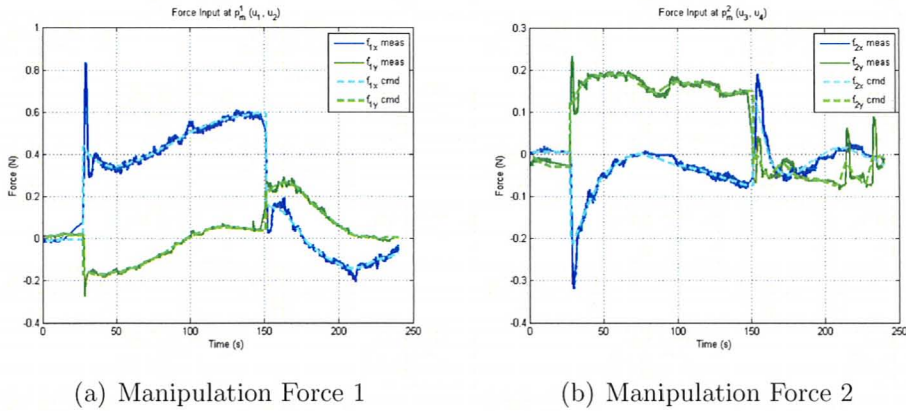 Force Input at p_m^1 (u_1, u_2)
1
0.8
0.6
0.4
0.2
0
-0.2
-0.4
Force (N)
0
50
100
150
200
250
Time (s)
f_1x meas
f_1y meas
f_1x cmd
f_1y cmd
(a) Manipulation Force 1
Force Input at p_m^2 (u_3, u_4)
0.3
0.2
0.1
0
-0.1
-0.2
-0.3
-0.4
Force (N)
0
50
100
150
200
250
Time (s)
f_2x meas
f_2y meas
f_2x cmd
f_2y cmd
(b) Manipulation Force 2